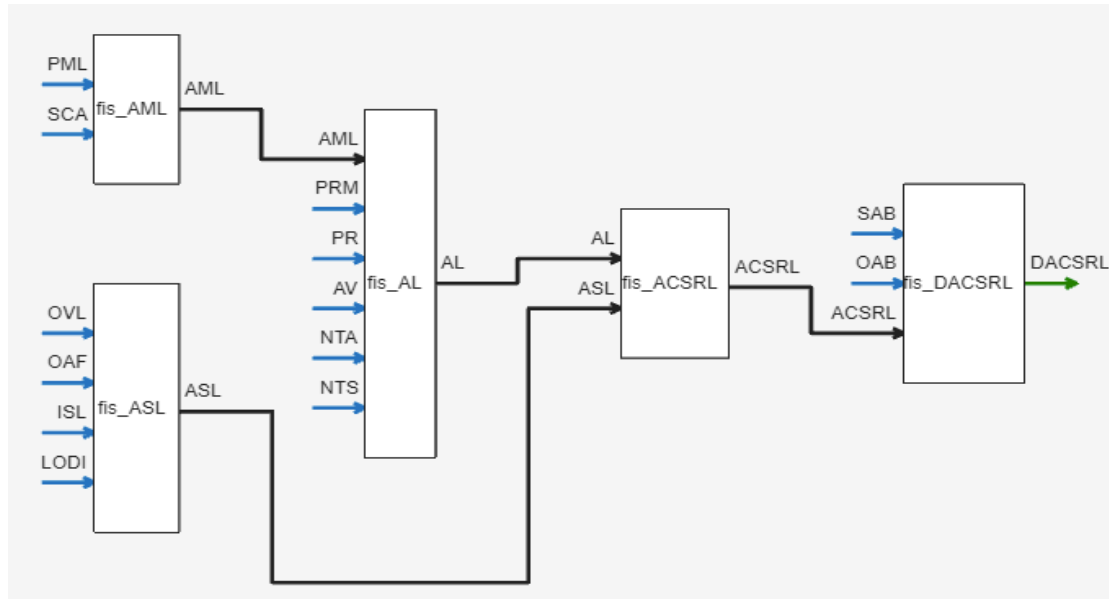 PML
SCA
fis_AML
AML
OVL
OAF
ISL
LODI
fis_ASL
ASL
AML
PRM
PR
AV
NTA
NTS
fis_AL
AL
AL
ASL
fis_ACSRL
ACSRL
SAB
OAB
ACSRL
fis_DACSRL
DACSRL